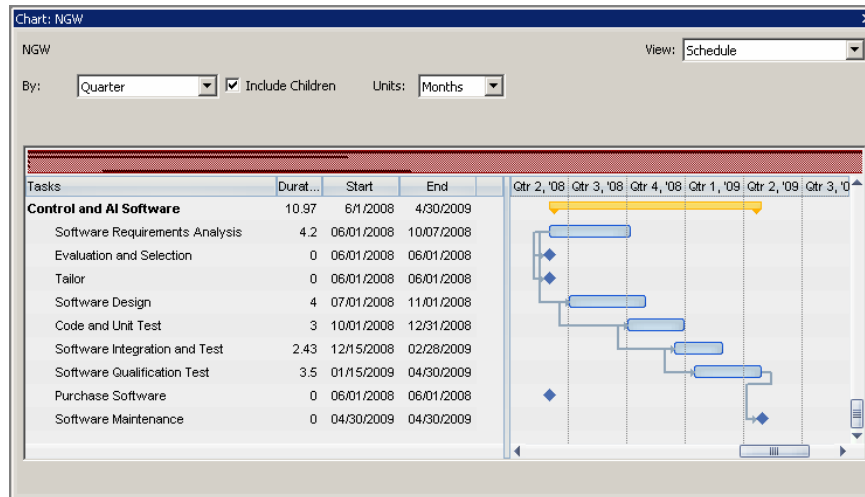 Chart: NGW
NGW View: Schedule
By: Quarter Include Children Units: Months
Tasks Durat... Start End Qtr 2, '08 Qtr 3, '08 Qtr 4, '08 Qtr 1, '09 Qtr 2, '09 Qtr 3, '0
Control and AI Software 10.97 6/1/2008 4/30/2009
Software Requirements Analysis 4.2 06/01/2008 10/07/2008
Evaluation and Selection 0 06/01/2008 06/01/2008
Tailor 0 06/01/2008 06/01/2008
Software Design 4 07/01/2008 11/01/2008
Code and Unit Test 3 10/01/2008 12/31/2008
Software Integration and Test 2.43 12/15/2008 02/28/2009
Software Qualification Test 3.5 01/15/2009 04/30/2009
Purchase Software 0 06/01/2008 06/01/2008
Software Maintenance 0 04/30/2009 04/30/2009